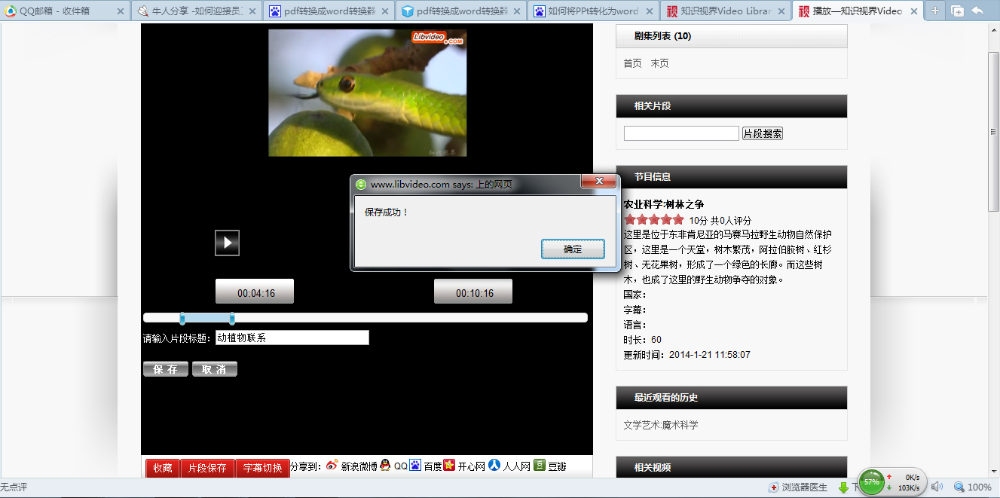 QQ邮箱 - 收件箱
牛人分享 -如何迎接员工
pdf转换成word转换器
pdf转换成word转换器
如何将PPt转化为word
知识视界Video Librar
播放—知识视界Video
Libvideo.COM
知识视界
剧集列表 (10)
首页 末页
相关片段
片段搜索
节目信息
农业科学:树林之争
10分 共0人评分
这里是位于东非肯尼亚的马赛马拉野生动物自然保护
区，这里是一个天堂，树木繁茂，阿拉伯胶树、红杉
树、无花果树，形成了一个绿色的长廊。而这些树
木，也成了这里的野生动物争夺的对象。
国家：
字幕：
语言：
时长：60
更新时间：2014-1-21 11:58:07
最近观看的历史
文学艺术:魔术科学
相关视频
www.libvideo.com says: 上的网页
保存成功！
确定
00:04:16
00:10:16
请输入片段标题：动植物联系
保 存 取 消
收藏 片段保存 字幕切换 分享到： 新浪微博 QQ 百度 开心网 人人网 豆瓣
无点评
浏览器医生
下
57%
0K/s
103K/s
100%